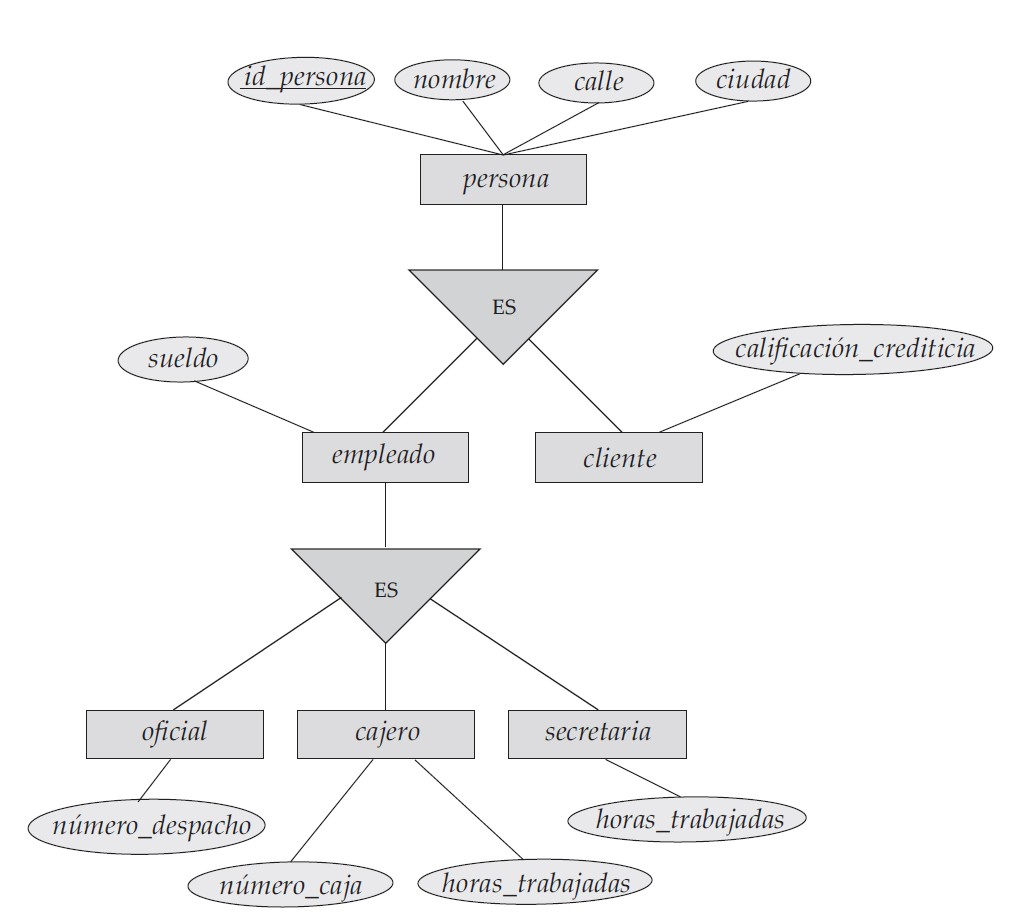 id_persona nombre calle ciudad
persona
ES
sueldo calificación_crediticia
empleado cliente
ES
oficial cajero secretaria
número_despacho horas_trabajadas
número_caja horas_trabajadas